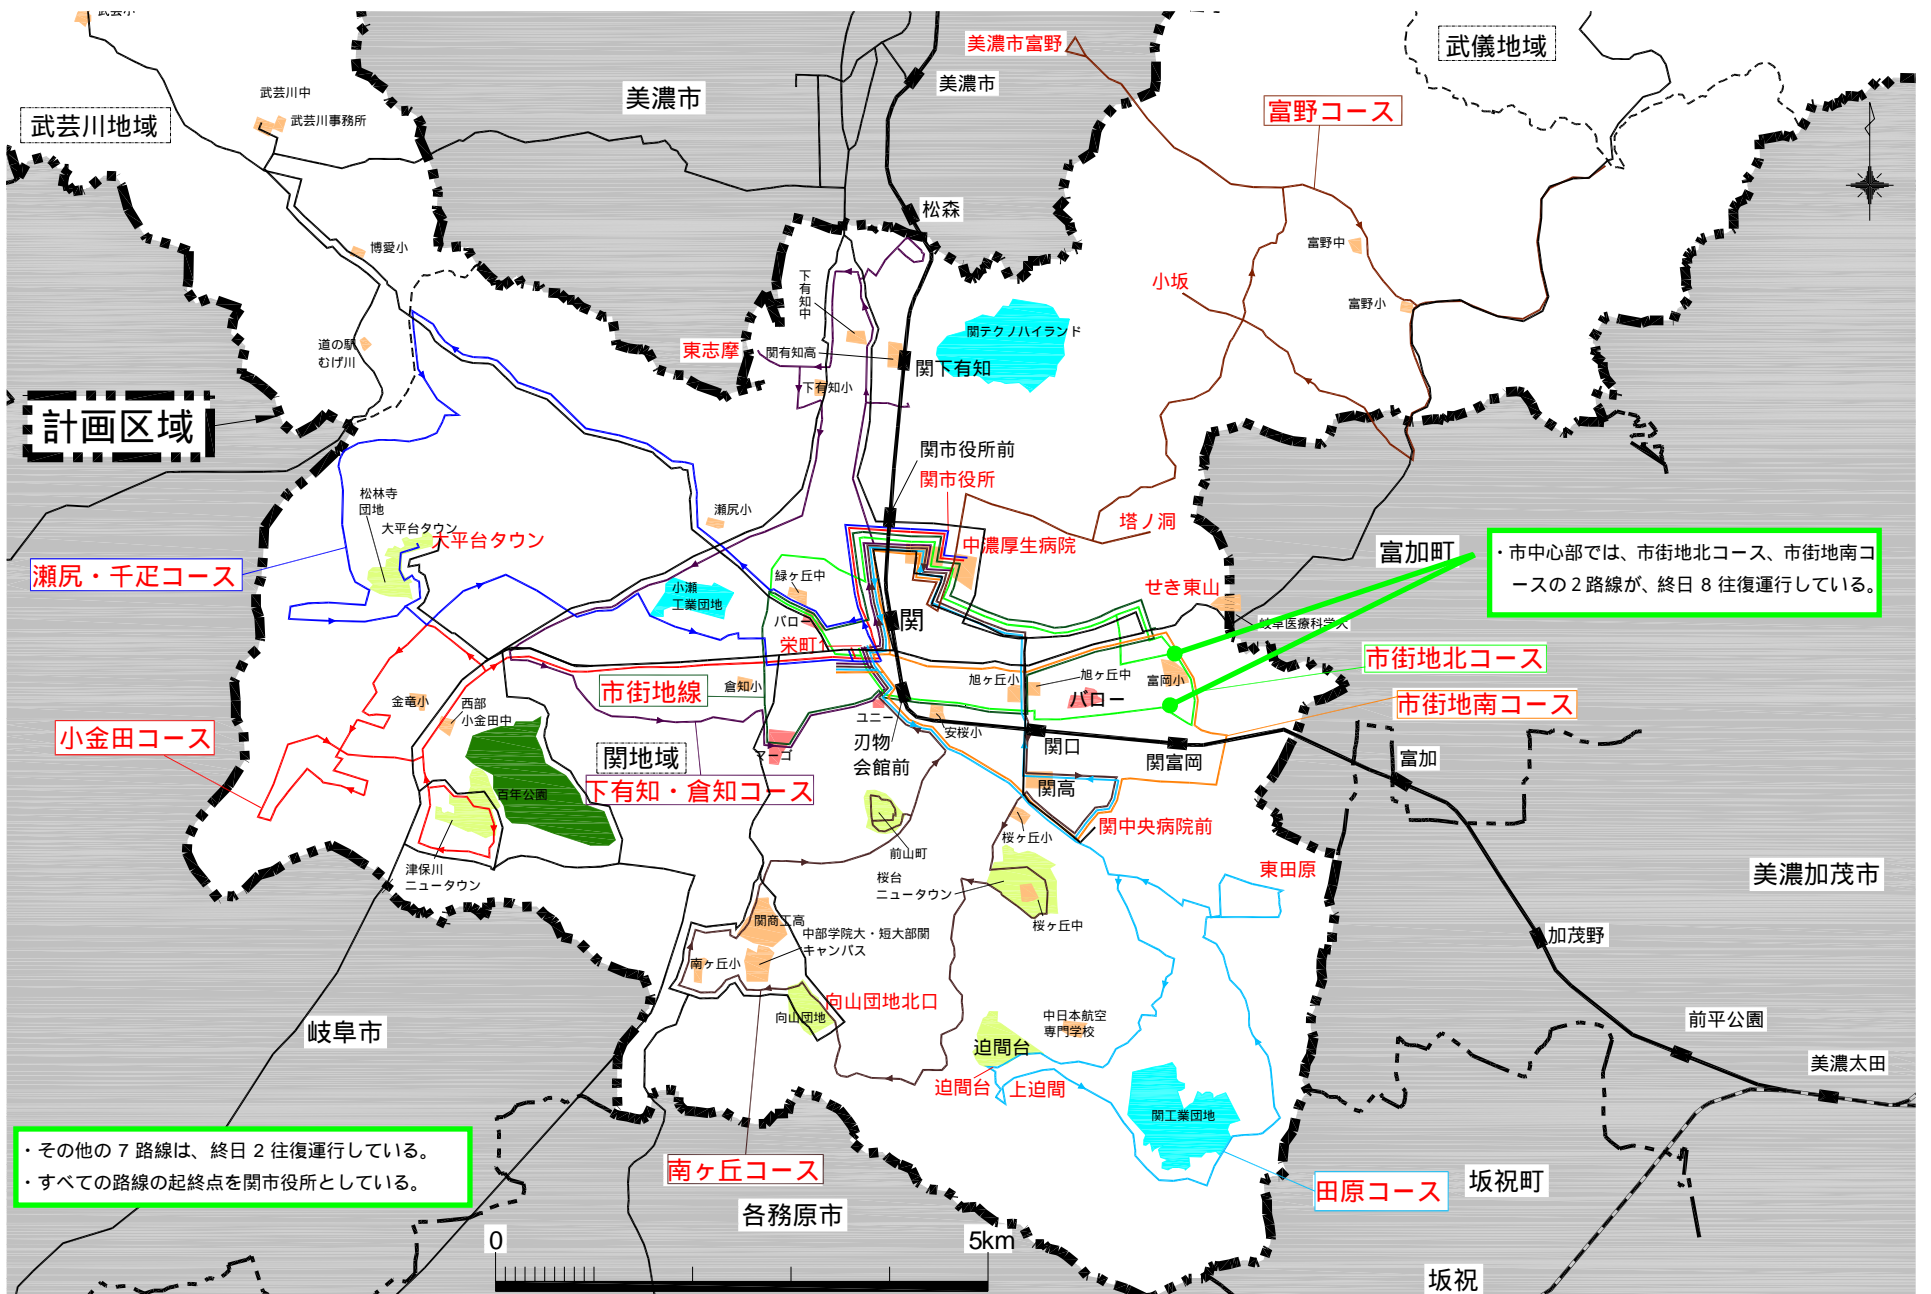 武芸川中
武芸川事務所
武芸川地域
美濃市
美濃市富野
美濃市
武儀地域
富野コース
松森
博愛小
富野中
小坂
富野小
下有知中
関テクノハイランド
道の駅
むげ川
東志摩
関有知高
関下有知
下有知小
計画区域
関市役所前
関市役所
松林寺
団地
大平台タウン
大平台タウン
瀬尻小
塔ノ洞
中濃厚生病院
富加町
・市中心部では、市街地北コース、市街地南コ
ースの2路線が、終日8往復運行している。
瀬尻・千疋コース
緑ヶ丘中
小瀬
工業団地
せき東山
バロー
関
岐阜医療科学大
栄町1
市街地北コース
市街地線
倉知小
旭ヶ丘小
旭ヶ丘中
富岡小
バロー
市街地南コース
金竜小
西部
小金田中
小金田コース
ユニー
安桜小
刃物
会館前
関口
関富岡
富加
関地域
マーゴ
下有知・倉知コース
百年公園
関高
関中央病院前
桜ヶ丘小
前山町
津保川
ニュータウン
桜台
ニュータウン
東田原
美濃加茂市
関商工高
中部学院大・短大部関
キャンパス
桜ヶ丘中
加茂野
南ヶ丘小
向山団地北口
向山団地
岐阜市
中日本航空
専門学校
前平公園
迫間台
迫間台
上迫間
美濃太田
関工業団地
・その他の7路線は、終日2往復運行している。
・すべての路線の起終点を関市役所としている。
南ヶ丘コース
田原コース
坂祝町
各務原市
0
5km
坂祝